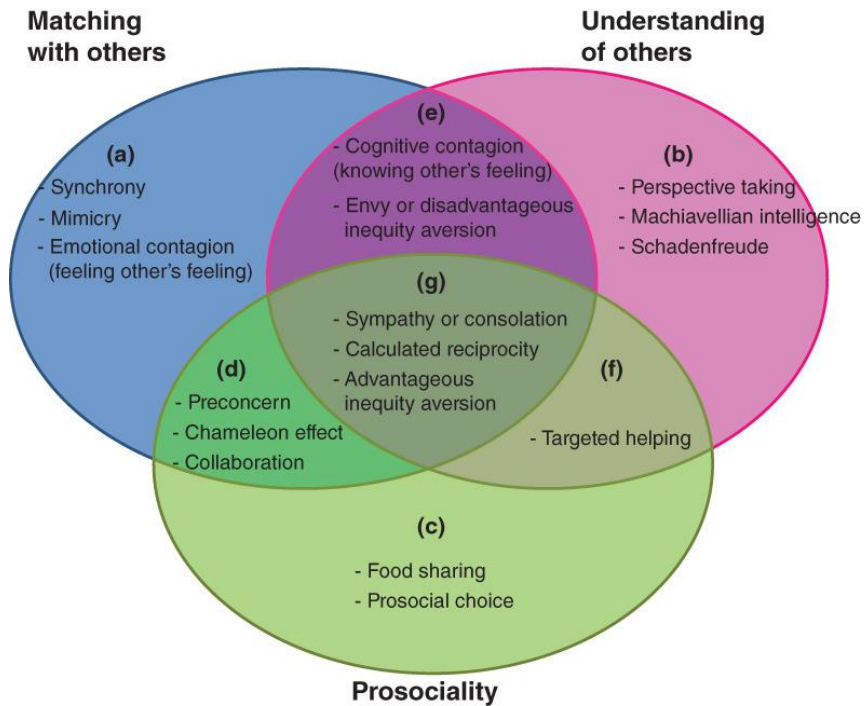 Matching
with others
Understanding
of others
(a)
- Synchrony
- Mimicry
- Emotional contagion
(feeling other's feeling)
(e)
- Cognitive contagion
(knowing other's feeling)
- Envy or disadvantageous
inequity aversion
(b)
- Perspective taking
- Machiavellian intelligence
- Schadenfreude
(g)
- Sympathy or consolation
- Calculated reciprocity
- Advantageous
inequity aversion
(d)
- Preconcern
- Chameleon effect
- Collaboration
(f)
- Targeted helping
(c)
- Food sharing
- Prosocial choice
Prosociality